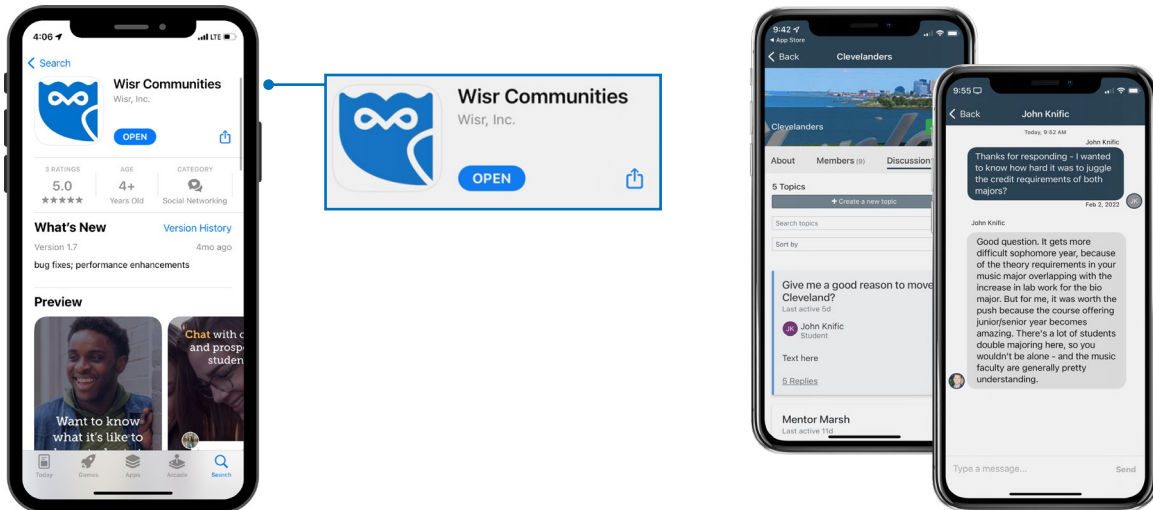 4:06
LTE
Search
Wisr Communities
Wisr, Inc.
OPEN
3 RATINGS
AGE
CATEGORY
5.0
4+
Years Old
Social Networking
What's New
Version History
Version 1.7
4mo ago
bug fixes; performance enhancements
Preview
Want to know
what it's like to
Chat with
and prosp
studen
Today
Games
Apps
Arcade
Search
Wisr Communities
Wisr, Inc.
OPEN
9:42
App Store
Back
Clevelanders
Clevelanders
About
Members (9)
Discussion
5 Topics
+ Create a new topic
Search topics
Sort by
Give me a good reason to move
Cleveland?
Last active 5d
JK
John Knific
Student
Text here
5 Replies
Mentor Marsh
Last active 11d
9:55
Back
John Knific
Today, 9:52 AM
John Knific
Thanks for responding - I wanted
to know how hard it was to juggle
the credit requirements of both
majors?
Feb 2, 2022
JK
John Knific
Good question. It gets more
difficult sophomore year, because
of the theory requirements in your
music major overlapping with the
increase in lab work for the bio
major. But for me, it was worth the
push because the course offering
junior/senior year becomes
amazing. There's a lot of students
double majoring here, so you
wouldn't be alone - and the music
faculty are generally pretty
understanding.
Type a message...
Send